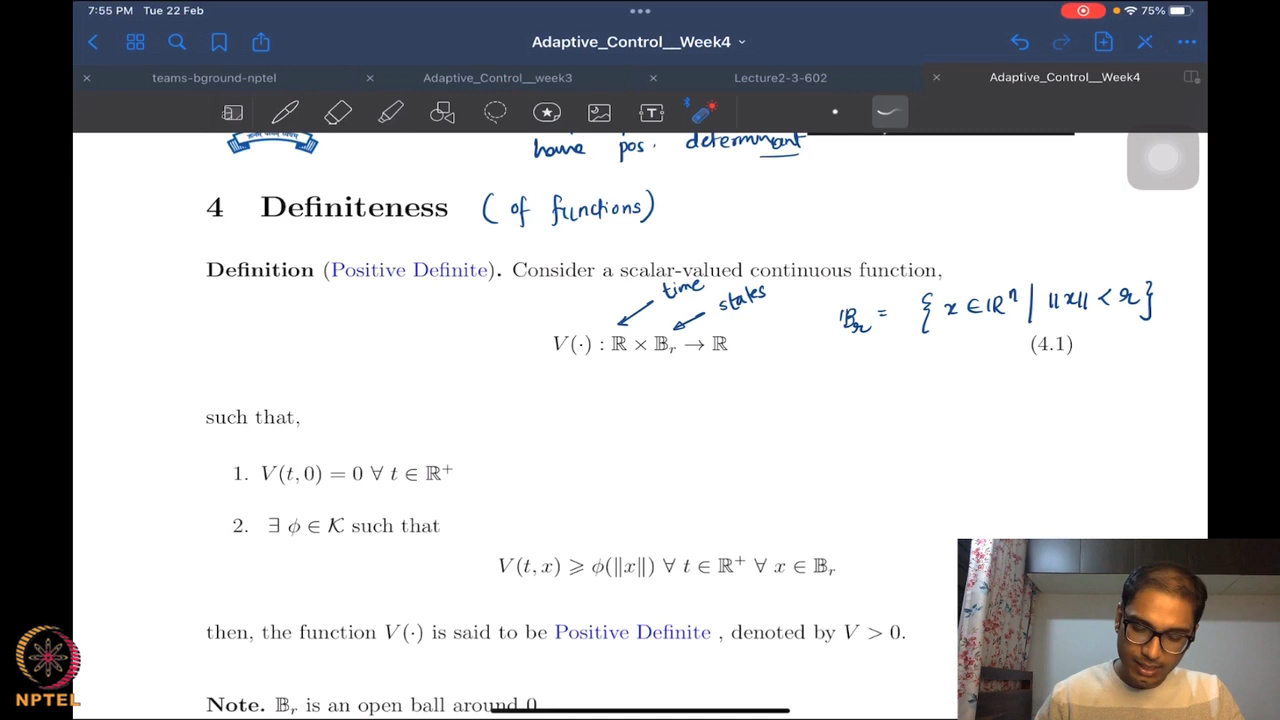 7:55 PM Tue 22 Feb
75%
Adaptive_Control__Week4
teams-bground-nptel
Adaptive_Control__week3
Lecture2-3-602
Adaptive_Control__Week4
have pos. determinant
4 Definiteness (of functions)
Definition (Positive Definite). Consider a scalar-valued continuous function,
time
states
𝔹r = { x ∈ ℝⁿ | ||x|| < r }
V(·) : ℝ × 𝔹r → ℝ (4.1)
such that,
1. V(t, 0) = 0 ∀ t ∈ ℝ⁺
2. ∃ ϕ ∈ 𝒦 such that
V(t, x) ⩾ ϕ(‖x‖) ∀ t ∈ ℝ⁺ ∀ x ∈ 𝔹r
then, the function V(·) is said to be Positive Definite , denoted by V > 0.
Note. 𝔹r is an open ball around 0
NPTEL